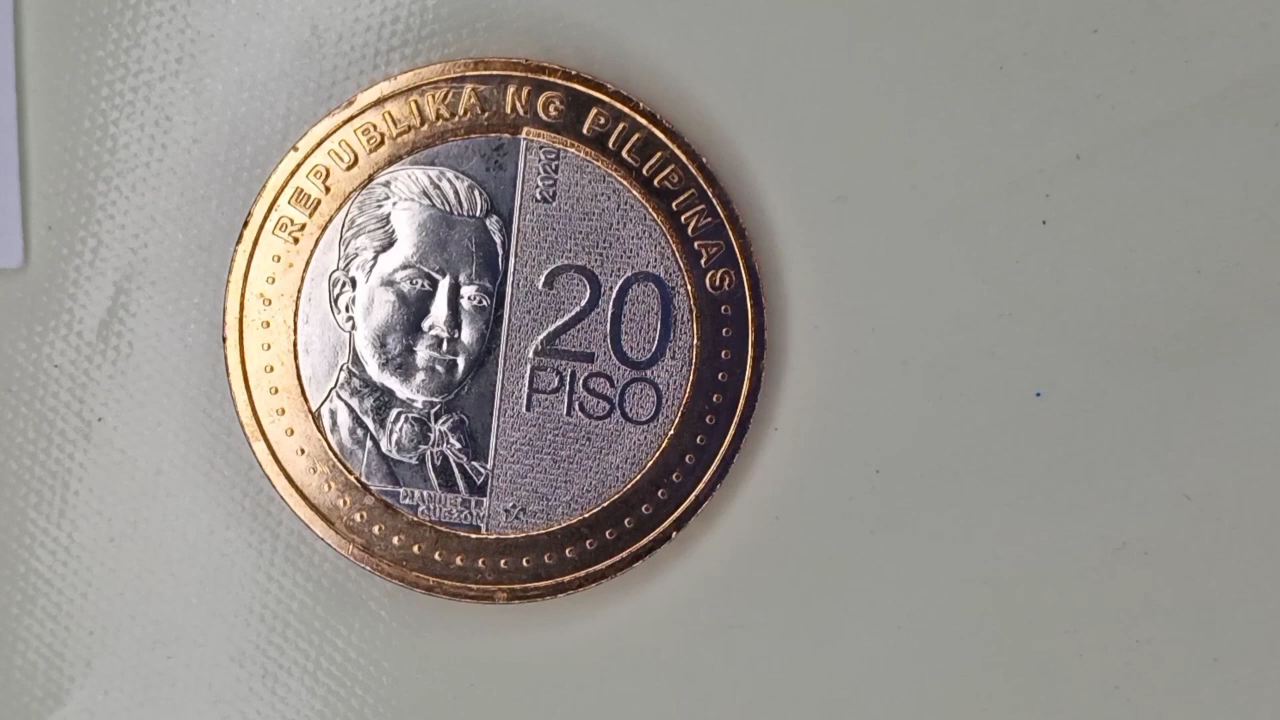 REPUBLIKA NG PILIPINAS
2020
20
PISO
MANUEL L.
QUEZON